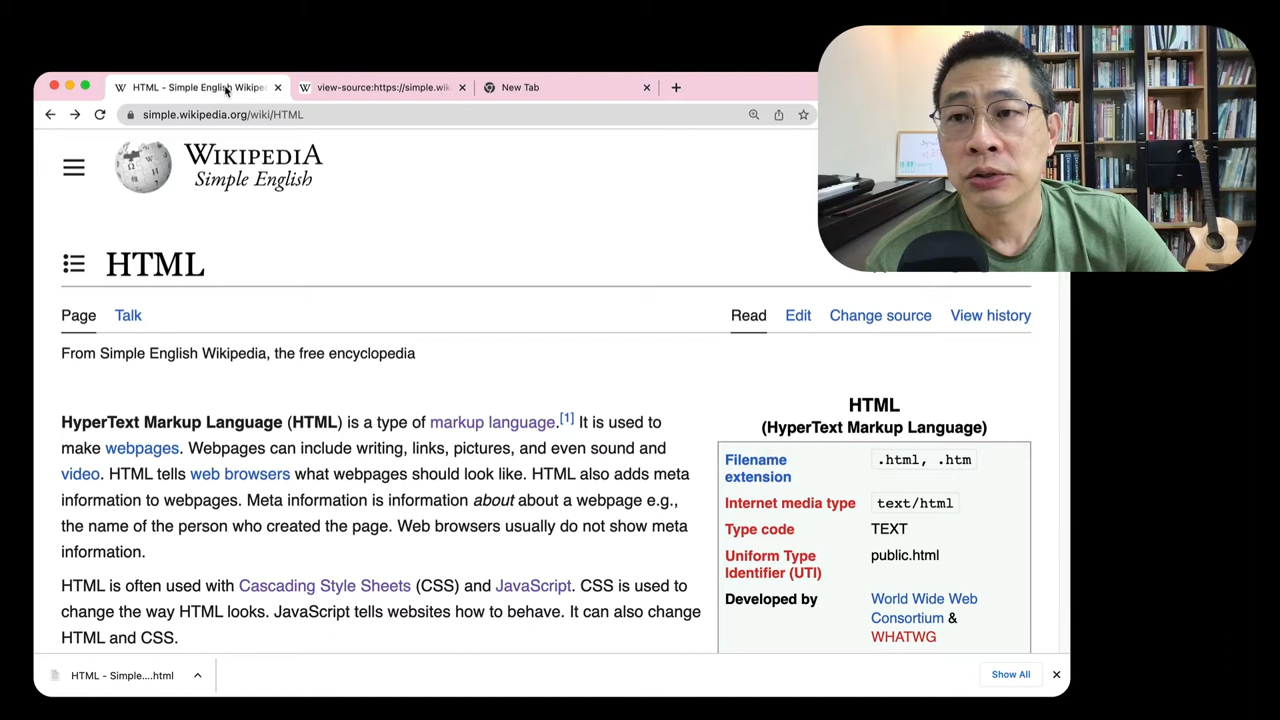 HTML - Simple English Wikipe
view-source:https://simple.wik
New Tab
simple.wikipedia.org/wiki/HTML
WIKIPEDIA
Simple English
HTML
Page Talk Read Edit Change source View history
From Simple English Wikipedia, the free encyclopedia
HyperText Markup Language (HTML) is a type of markup language.[1] It is used to
make webpages. Webpages can include writing, links, pictures, and even sound and
video. HTML tells web browsers what webpages should look like. HTML also adds meta
information to webpages. Meta information is information about about a webpage e.g.,
the name of the person who created the page. Web browsers usually do not show meta
information.
HTML is often used with Cascading Style Sheets (CSS) and JavaScript. CSS is used to
change the way HTML looks. JavaScript tells websites how to behave. It can also change
HTML and CSS.
HTML
(HyperText Markup Language)
Filename extension .html, .htm
Internet media type text/html
Type code TEXT
Uniform Type Identifier (UTI) public.html
Developed by World Wide Web
Consortium &
WHATWG
HTML - Simple....html
Show All